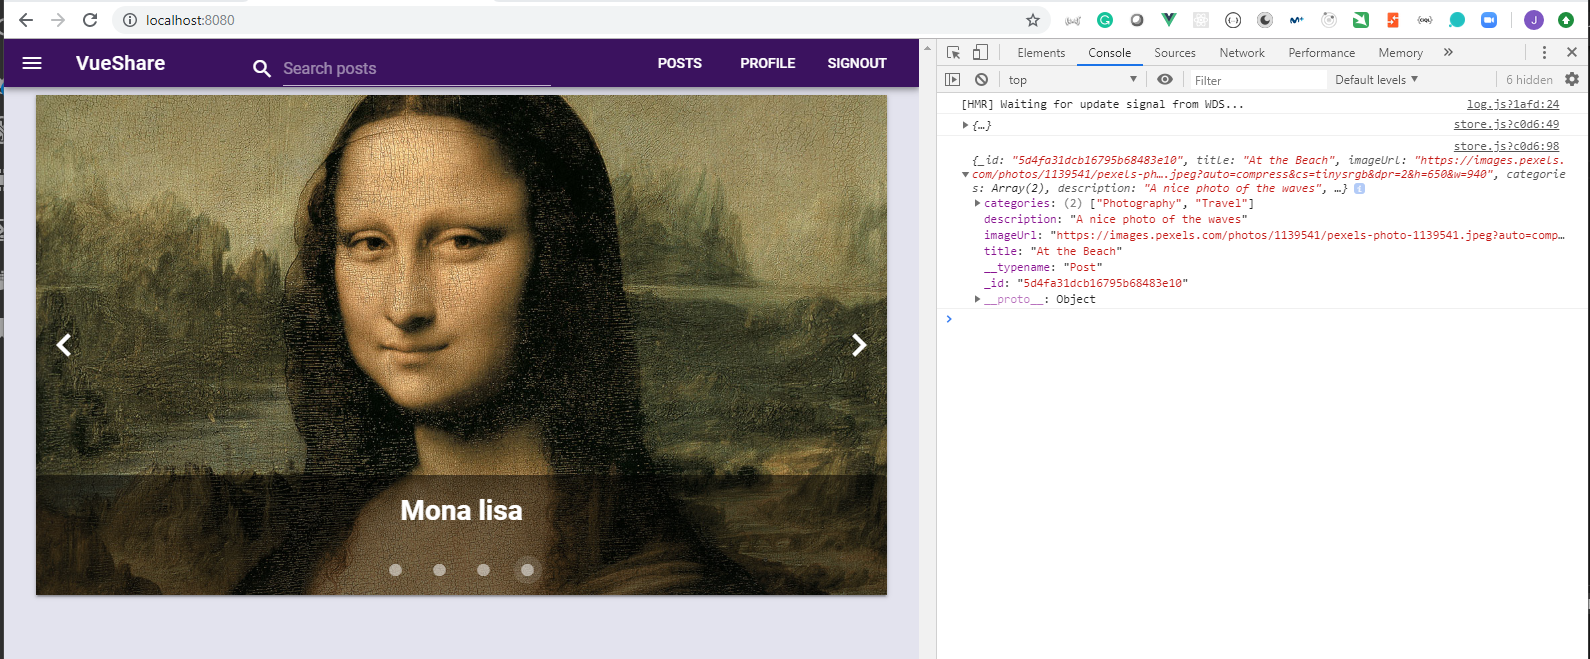 localhost:8080
VueShare
Search posts
POSTS
PROFILE
SIGNOUT
Mona lisa
Elements
Console
Sources
Network
Performance
Memory
top
Filter
Default levels
6 hidden
[HMR] Waiting for update signal from WDS...
log.js?1afd:24
{…}
store.js?c0d6:49
store.js?c0d6:98
{_id: "5d4fa31dcb16795b68483e10", title: "At the Beach", imageUrl: "https://images.pexels.
com/photos/1139541/pexels-ph….jpeg?auto=compress&cs=tinysrgb&dpr=2&h=650&w=940", categorie
s: Array(2), description: "A nice photo of the waves", …}
categories: (2) ["Photography", "Travel"]
description: "A nice photo of the waves"
imageUrl: "https://images.pexels.com/photos/1139541/pexels-photo-1139541.jpeg?auto=comp…
title: "At the Beach"
__typename: "Post"
_id: "5d4fa31dcb16795b68483e10"
__proto__: Object